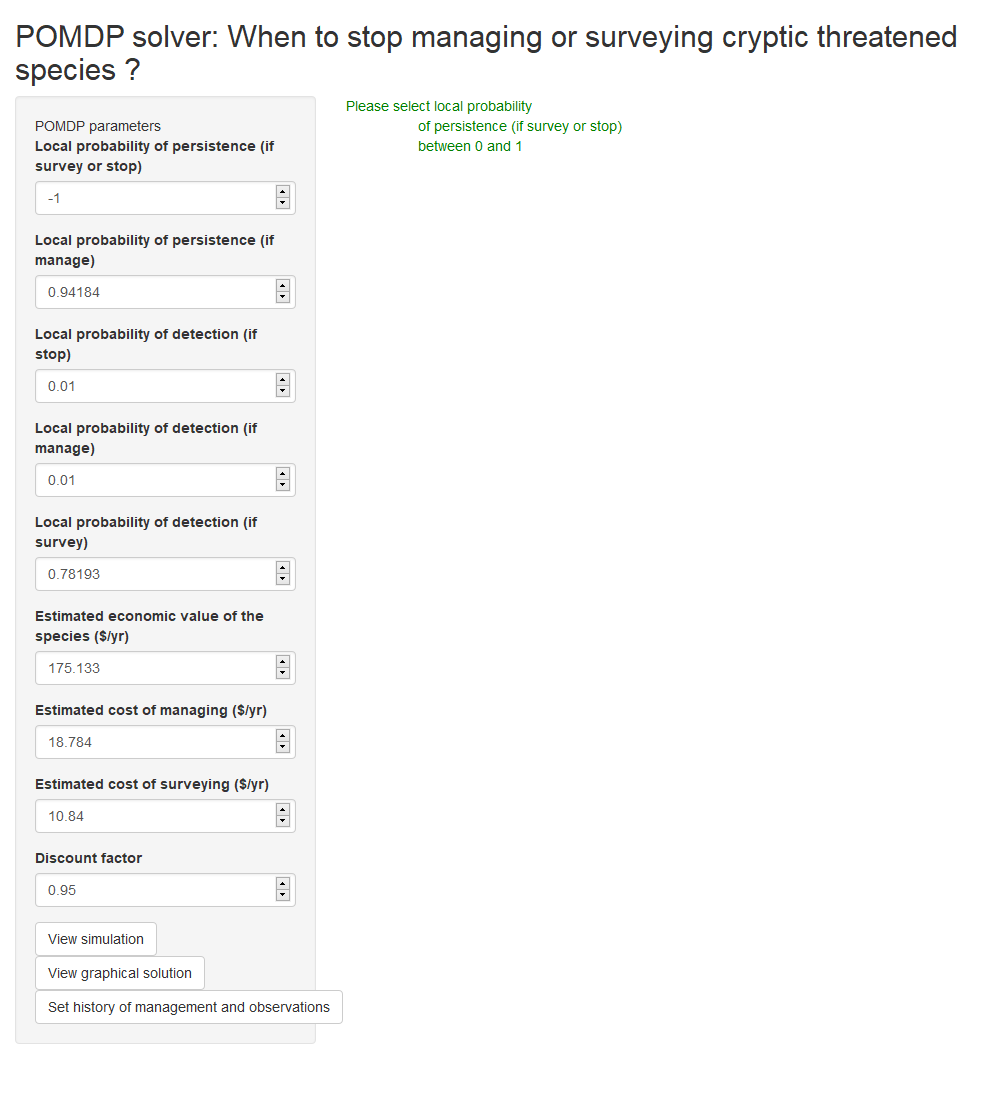 POMDP solver: When to stop managing or surveying cryptic threatened
species ?
POMDP parameters
Local probability of persistence (if
survey or stop)
-1
Local probability of persistence (if
manage)
0.94184
Local probability of detection (if
stop)
0.01
Local probability of detection (if
manage)
0.01
Local probability of detection (if
survey)
0.78193
Estimated economic value of the
species ($/yr)
175.133
Estimated cost of managing ($/yr)
18.784
Estimated cost of surveying ($/yr)
10.84
Discount factor
0.95
View simulation
View graphical solution
Set history of management and observations
Please select local probability
of persistence (if survey or stop)
between 0 and 1